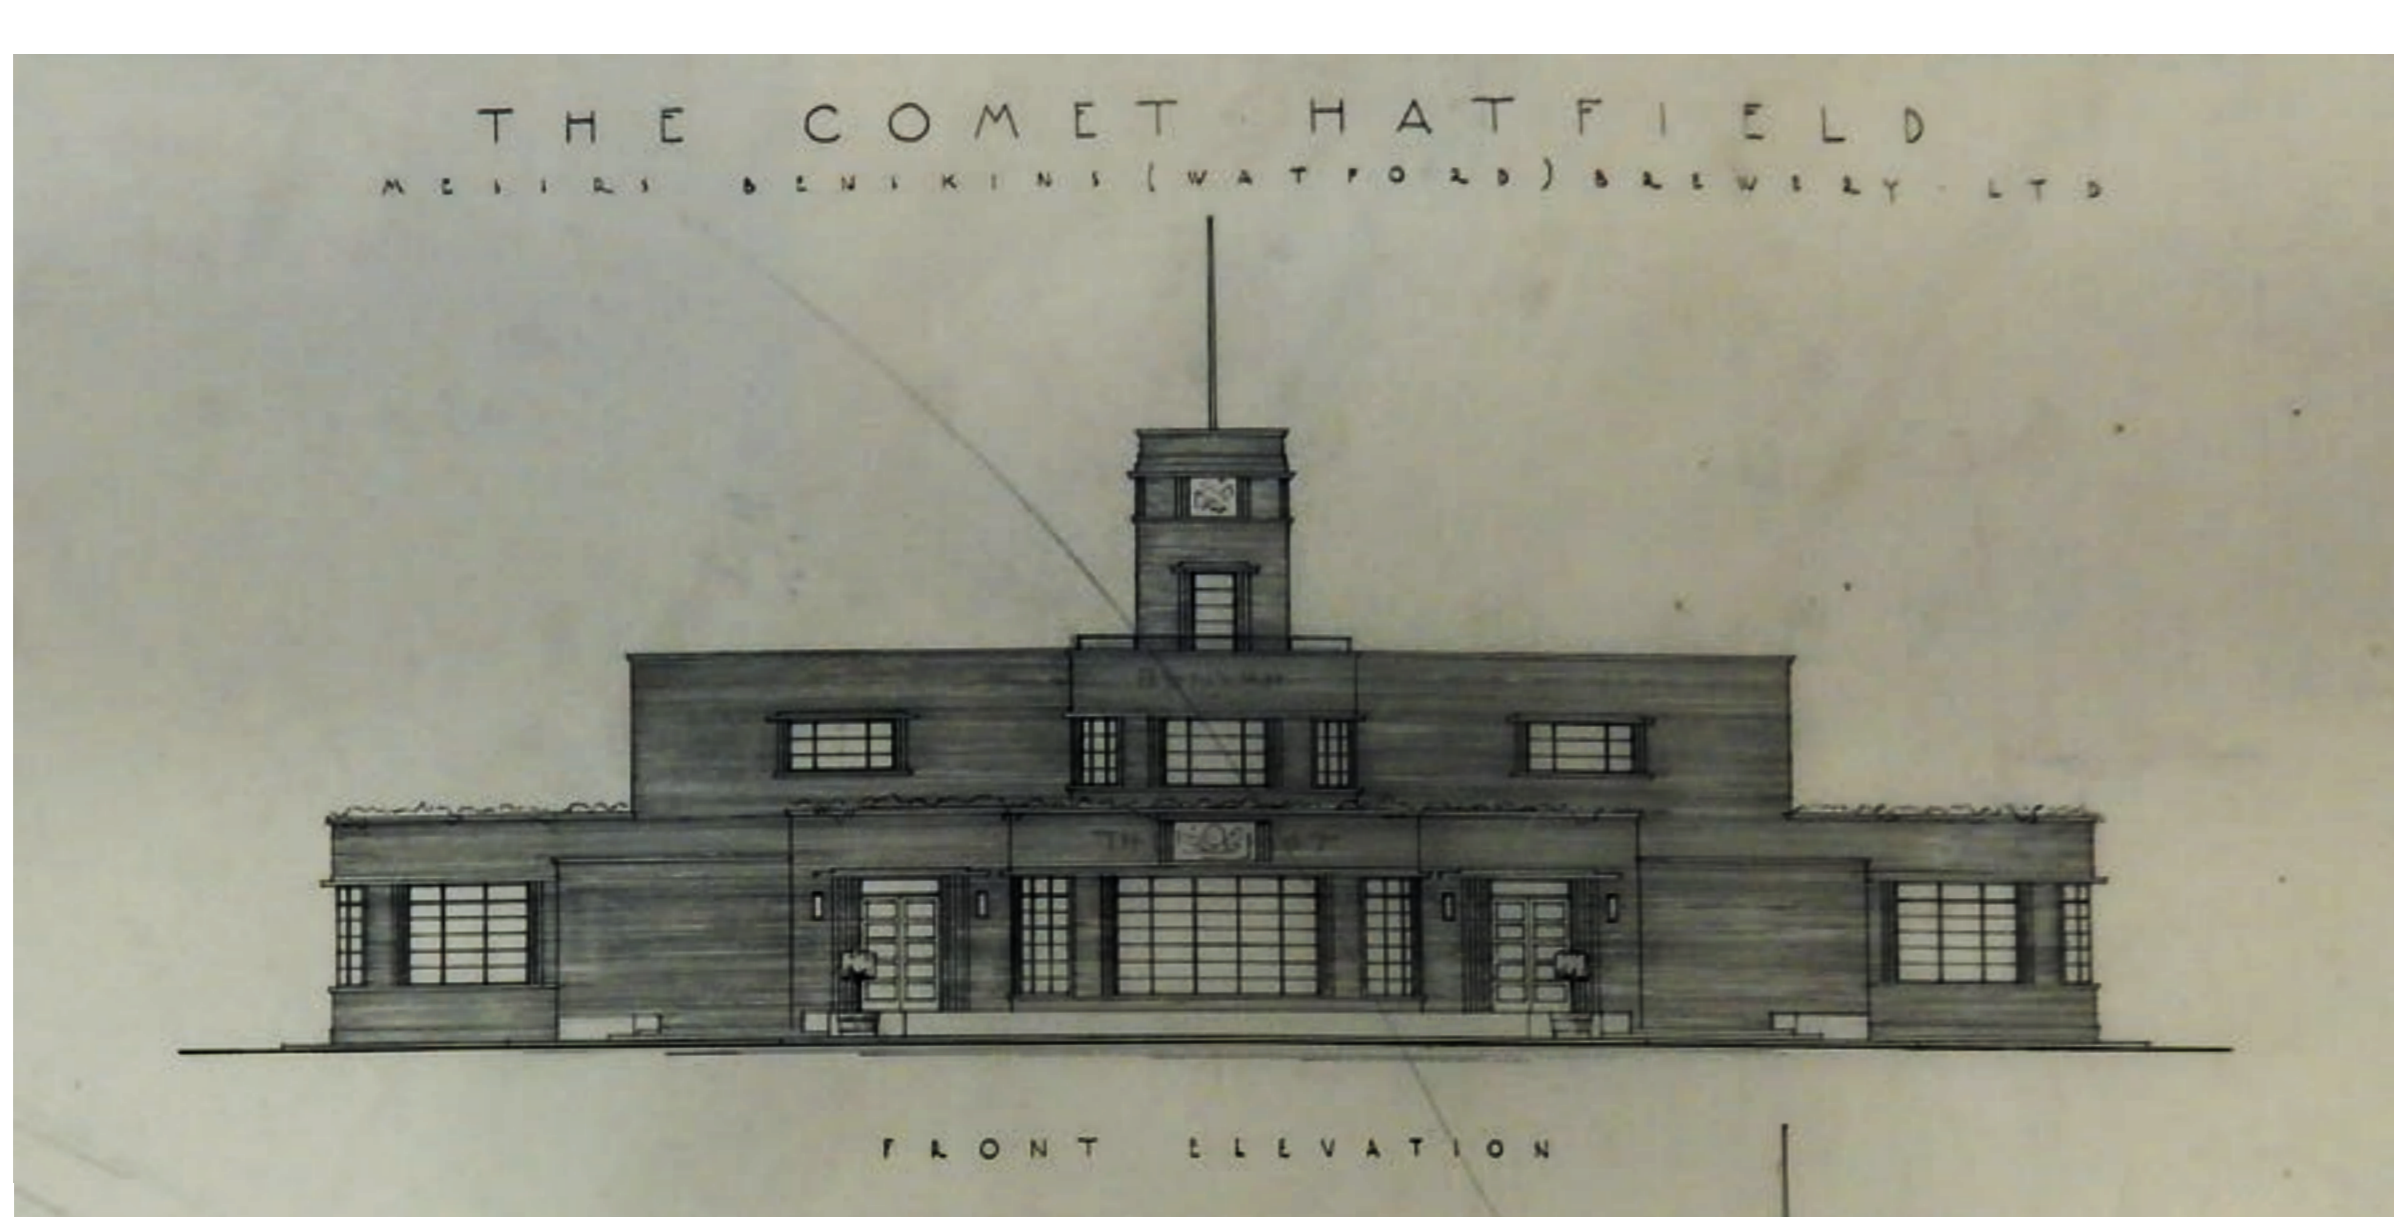 THE COMET HATFIELD
MESSRS BENSKINS (WATFORD) BREWERY LTD
FRONT ELEVATION